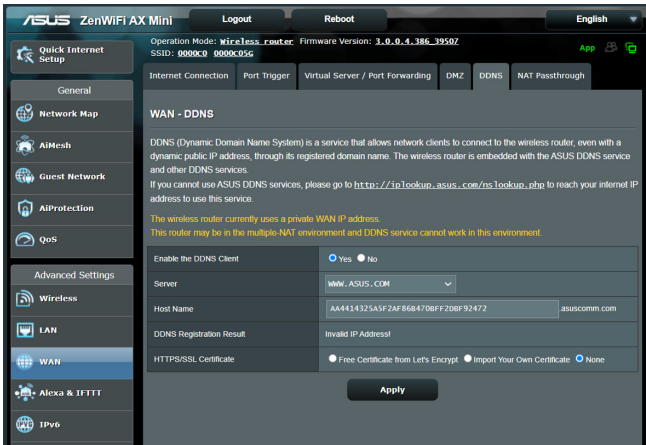 ASUS ZenWiFi AX Mini
Logout
Reboot
English
Quick Internet
Setup
General
Network Map
AiMesh
Guest Network
AiProtection
QoS
Advanced Settings
Wireless
LAN
WAN
Alexa & IFTTT
IPv6
Operation Mode: Wireless router Firmware Version: 3.0.0.4.386_39507
SSID: 0000C0 0000C05G
App
Internet Connection
Port Trigger
Virtual Server / Port Forwarding
DMZ
DDNS
NAT Passthrough
WAN - DDNS
DDNS (Dynamic Domain Name System) is a service that allows network clients to connect to the wireless router, even with a
dynamic public IP address, through its registered domain name. The wireless router is embedded with the ASUS DDNS service
and other DDNS services.
If you cannot use ASUS DDNS services, please go to http://iplookup.asus.com/nslookup.php to reach your internet IP
address to use this service.
The wireless router currently uses a private WAN IP address.
This router may be in the multiple-NAT environment and DDNS service cannot work in this environment.
Enable the DDNS Client
Yes No
Server
WWW.ASUS.COM
Host Name
AA4414325A5F2AF86B470BFF2DBF92472 .asuscomm.com
DDNS Registration Result
Invalid IP Address!
HTTPS/SSL Certificate
Free Certificate from Let's Encrypt Import Your Own Certificate None
Apply